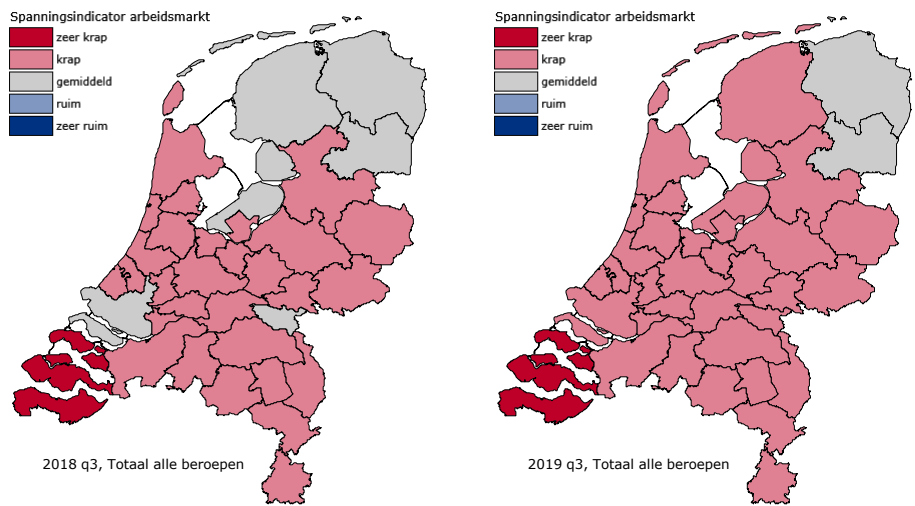 Spanningsindicator arbeidsmarkt
zeer krap
krap
gemiddeld
ruim
zeer ruim
2018 q3, Totaal alle beroepen
Spanningsindicator arbeidsmarkt
zeer krap
krap
gemiddeld
ruim
zeer ruim
2019 q3, Totaal alle beroepen